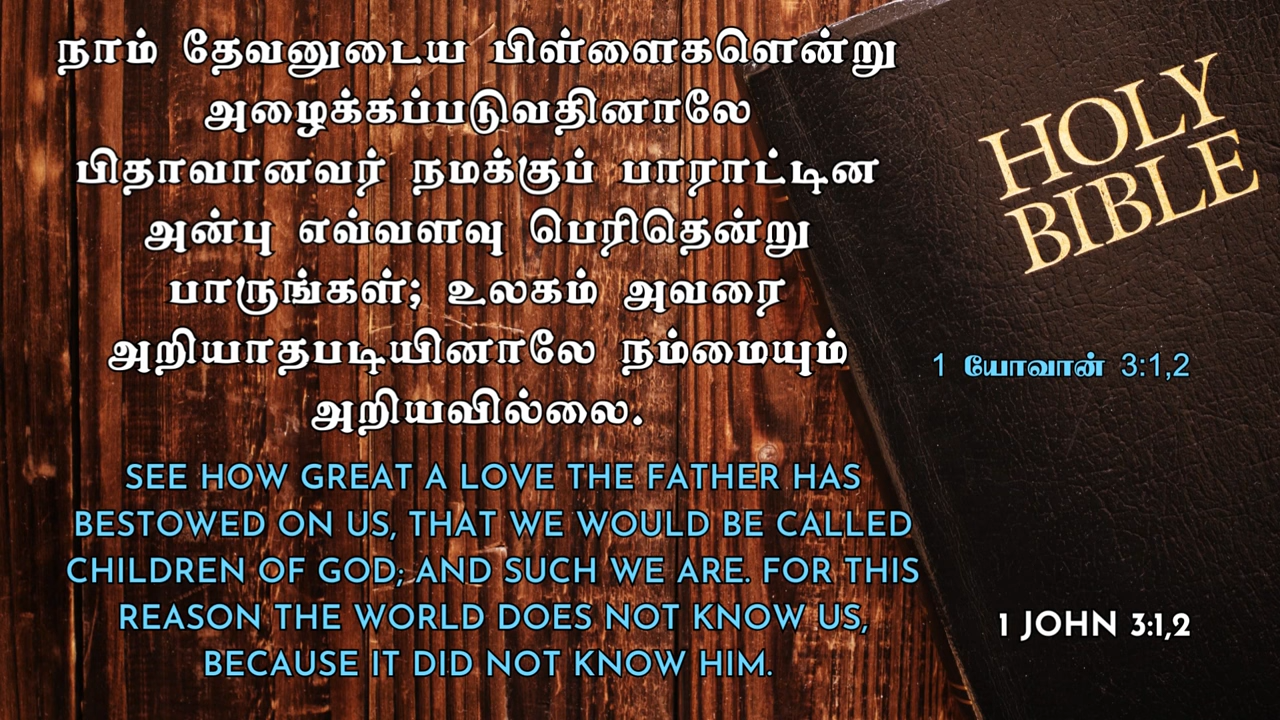 நாம் தேவனுடைய பிள்ளைகளென்று
அழைக்கப்படுவதினாலே
பிதாவானவர் நமக்குப் பாராட்டின
அன்பு எவ்வளவு பெரிதென்று
பாருங்கள்; உலகம் அவரை
அறியாதபடியினாலே நம்மையும்
அறியவில்லை.
SEE HOW GREAT A LOVE THE FATHER HAS
BESTOWED ON US, THAT WE WOULD BE CALLED
CHILDREN OF GOD; AND SUCH WE ARE. FOR THIS
REASON THE WORLD DOES NOT KNOW US,
BECAUSE IT DID NOT KNOW HIM.
HOLY
BIBLE
1 யோவான் 3:1,2
1 JOHN 3:1,2